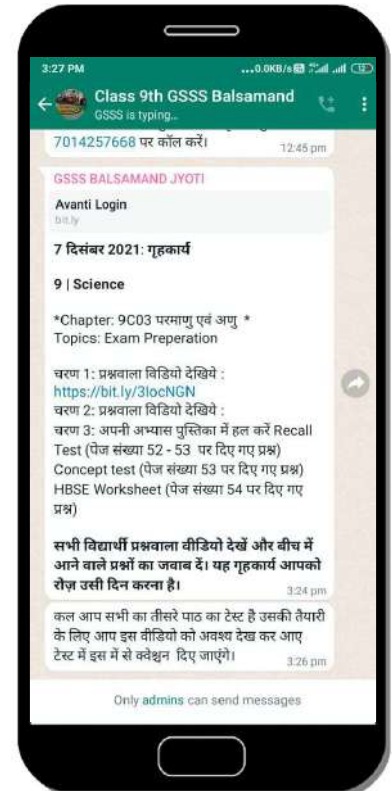 3:27 PM ...0.0KB/s
Class 9th GSSS Balsamand
GSSS is typing...
7014257668 पर कॉल करें।
12:45 pm
GSSS BALSAMAND JYOTI
Avanti Login
bit.ly
7 दिसंबर 2021: गृहकार्य
9 | Science
*Chapter: 9C03 परमाणु एवं अणु *
Topics: Exam Preperation
चरण 1: प्रश्नवाला विडियो देखिये :
https://bit.ly/3locNGN
चरण 2: प्रश्नवाला विडियो देखिये :
चरण 3: अपनी अभ्यास पुस्तिका में हल करें Recall
Test (पेज संख्या 52 - 53 पर दिए गए प्रश्न)
Concept test (पेज संख्या 53 पर दिए गए प्रश्न)
HBSE Worksheet (पेज संख्या 54 पर दिए गए
प्रश्न)
सभी विद्यार्थी प्रश्नवाला वीडियो देखें और बीच में
आने वाले प्रश्नों का जवाब दें। यह गृहकार्य आपको
रोज़ उसी दिन करना है।
3:24 pm
कल आप सभी का तीसरे पाठ का टेस्ट है उसकी तैयारी
के लिए आप इस वीडियो को अवश्य देख कर आए
टेस्ट में इस में से क्वेश्चन दिए जाएंगे।
3:26 pm
Only admins can send messages